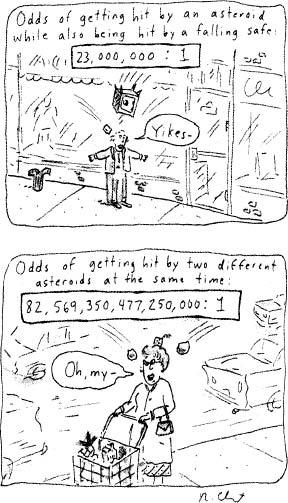 Odds of getting hit by an asteroid
while also being hit by a falling safe:
23,000,000 : 1
Yikes-
Odds of getting hit by two different
asteroids at the same time:
82,569,350,477,250,000: 1
Oh, my-